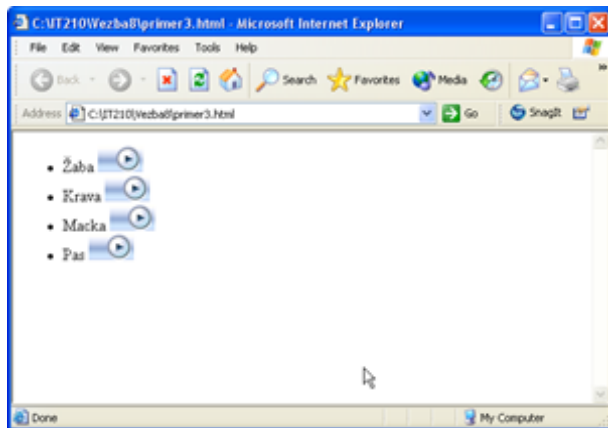 C:\IT210\Vezba8\primer3.html - Microsoft Internet Explorer
File Edit View Favorites Tools Help
Back Search Favorites Media
Address C:\IT210\Vezba8\primer3.html Go SnagIt
Žaba
Krava
Macka
Pas
Done My Computer